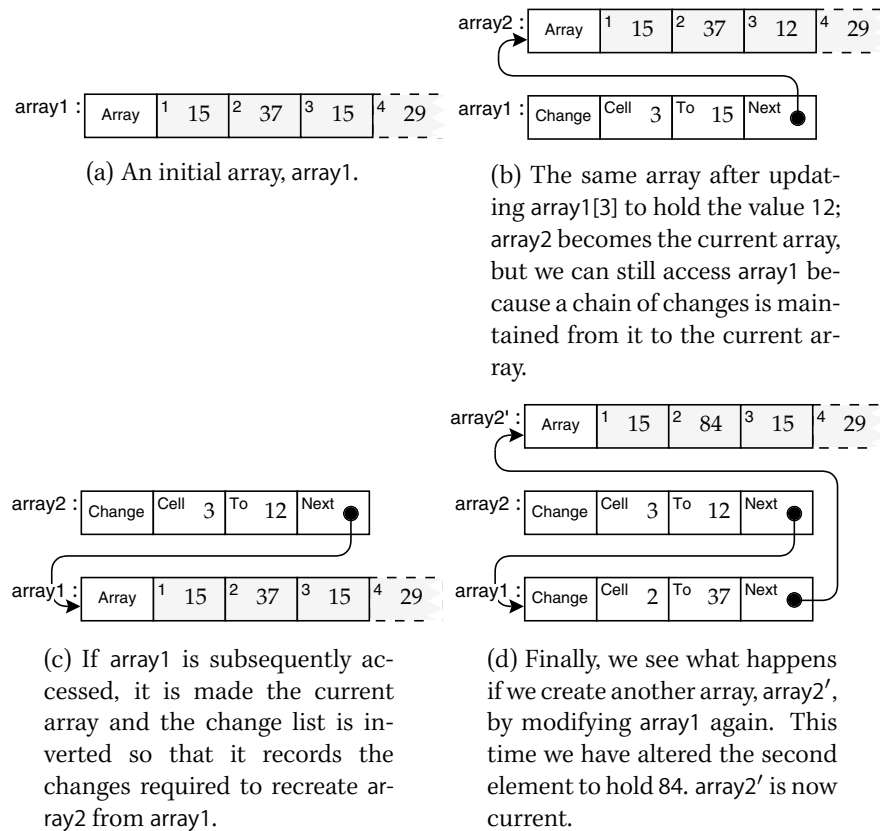 array1 : Array 1 15 2 37 3 15 4 29
(a) An initial array, array1.
array2 : Array 1 15 2 37 3 12 4 29
array1 : Change Cell 3 To 15 Next
(b) The same array after updat-
ing array1[3] to hold the value 12;
array2 becomes the current array,
but we can still access array1 be-
cause a chain of changes is main-
tained from it to the current ar-
ray.
array2 : Change Cell 3 To 12 Next
array1 : Array 1 15 2 37 3 15 4 29
(c) If array1 is subsequently ac-
cessed, it is made the current
array and the change list is in-
verted so that it records the
changes required to recreate ar-
ray2 from array1.
array2' : Array 1 15 2 84 3 15 4 29
array2 : Change Cell 3 To 12 Next
array1 : Change Cell 2 To 37 Next
(d) Finally, we see what happens
if we create another array, array2′,
by modifying array1 again. This
time we have altered the second
element to hold 84. array2′ is now
current.